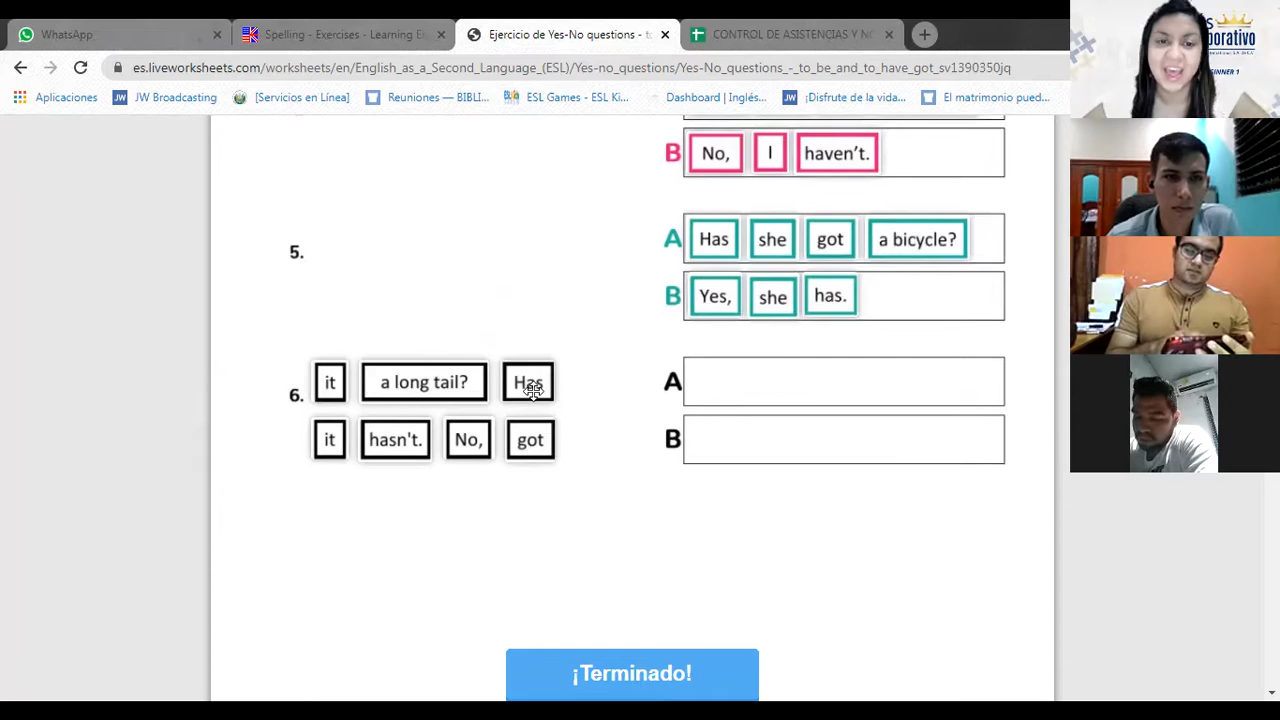 WhatsApp
Spelling - Exercises - Learning E
Ejercicio de Yes-No questions - to
CONTROL DE ASISTENCIAS Y N
es.liveworksheets.com/worksheets/en/English_as_a_Second_Language_(ESL)/Yes-no_questions/Yes-No_questions_-_to_be_and_to_have_got_sv1390350jq
Aplicaciones
JW Broadcasting
[Servicios en Línea]
Reuniones — BIBLI...
ESL Games - ESL Ki...
Dashboard | Inglés...
¡Disfrute de la vida...
El matrimonio pued...
B No, I haven't.
5.
A Has she got a bicycle?
B Yes, she has.
6. it a long tail? Has
it hasn't. No, got
A
B
¡Terminado!